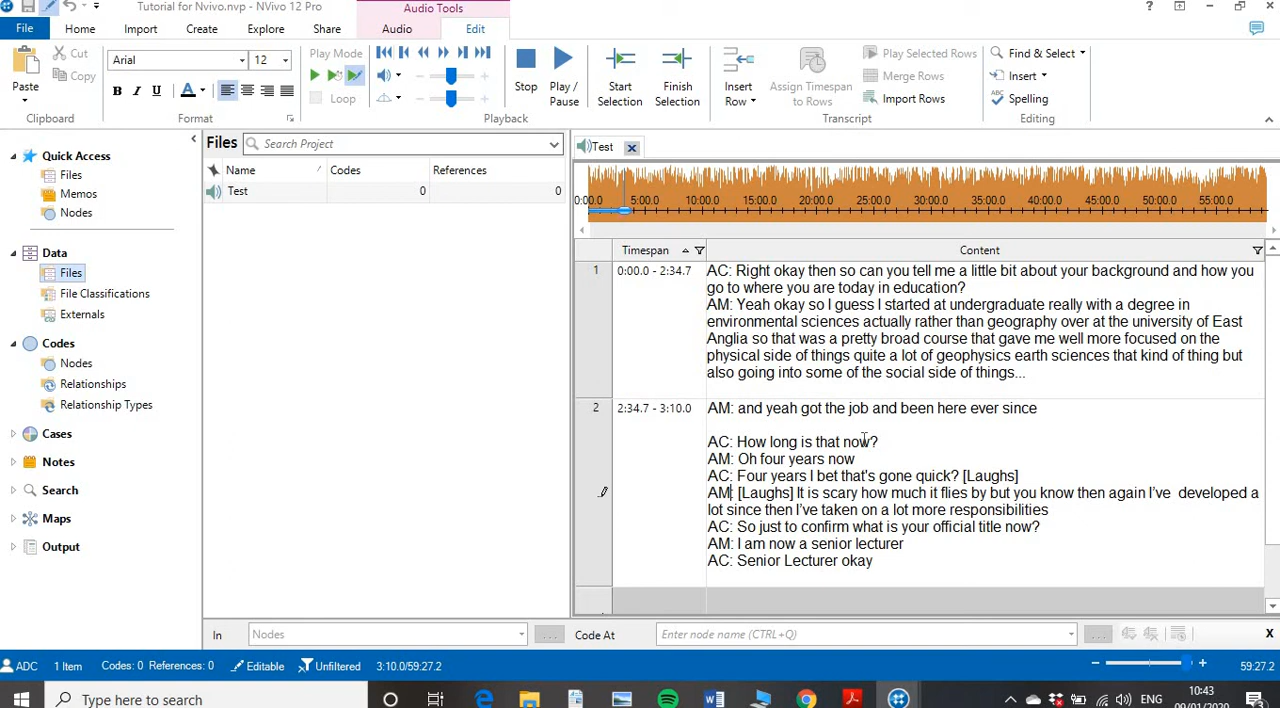 Tutorial for Nvivo.nvp - NVivo 12 Pro
Audio Tools
File Home Import Create Explore Share Audio Edit
Paste
Cut
Copy
Clipboard
Arial 12
B I U A
Format
Play Mode
Loop
Stop
Play / Pause
Playback
Start Selection
Finish Selection
Insert Row
Assign Timespan to Rows
Play Selected Rows
Merge Rows
Import Rows
Transcript
Find & Select
Insert
Spelling
Editing
Quick Access
Files
Memos
Nodes
Data
Files
File Classifications
Externals
Codes
Nodes
Relationships
Relationship Types
Cases
Notes
Search
Maps
Output
Files Search Project
Name Codes References
Test 0 0
Test
0:00.0 5:00.0 10:00.0 15:00.0 20:00.0 25:00.0 30:00.0 35:00.0 40:00.0 45:00.0 50:00.0 55:00.0
Timespan Content
1 0:00.0 - 2:34.7 AC: Right okay then so can you tell me a little bit about your background and how you
go to where you are today in education?
AM: Yeah okay so I guess I started at undergraduate really with a degree in
environmental sciences actually rather than geography over at the university of East
Anglia so that was a pretty broad course that gave me well more focused on the
physical side of things quite a lot of geophysics earth sciences that kind of thing but
also going into some of the social side of things...
2 2:34.7 - 3:10.0 AM: and yeah got the job and been here ever since
AC: How long is that now?
AM: Oh four years now
AC: Four years I bet that's gone quick? [Laughs]
AM [Laughs] It is scary how much it flies by but you know then again I've developed a
lot since then I've taken on a lot more responsibilities
AC: So just to confirm what is your official title now?
AM: I am now a senior lecturer
AC: Senior Lecturer okay
In Nodes ... Code At Enter node name (CTRL+Q) ... X
ADC 1 Item Codes: 0 References: 0 Editable Unfiltered 3:10.0/59:27.2 59:27.2
Type here to search
ENG
10:43
09/01/2020